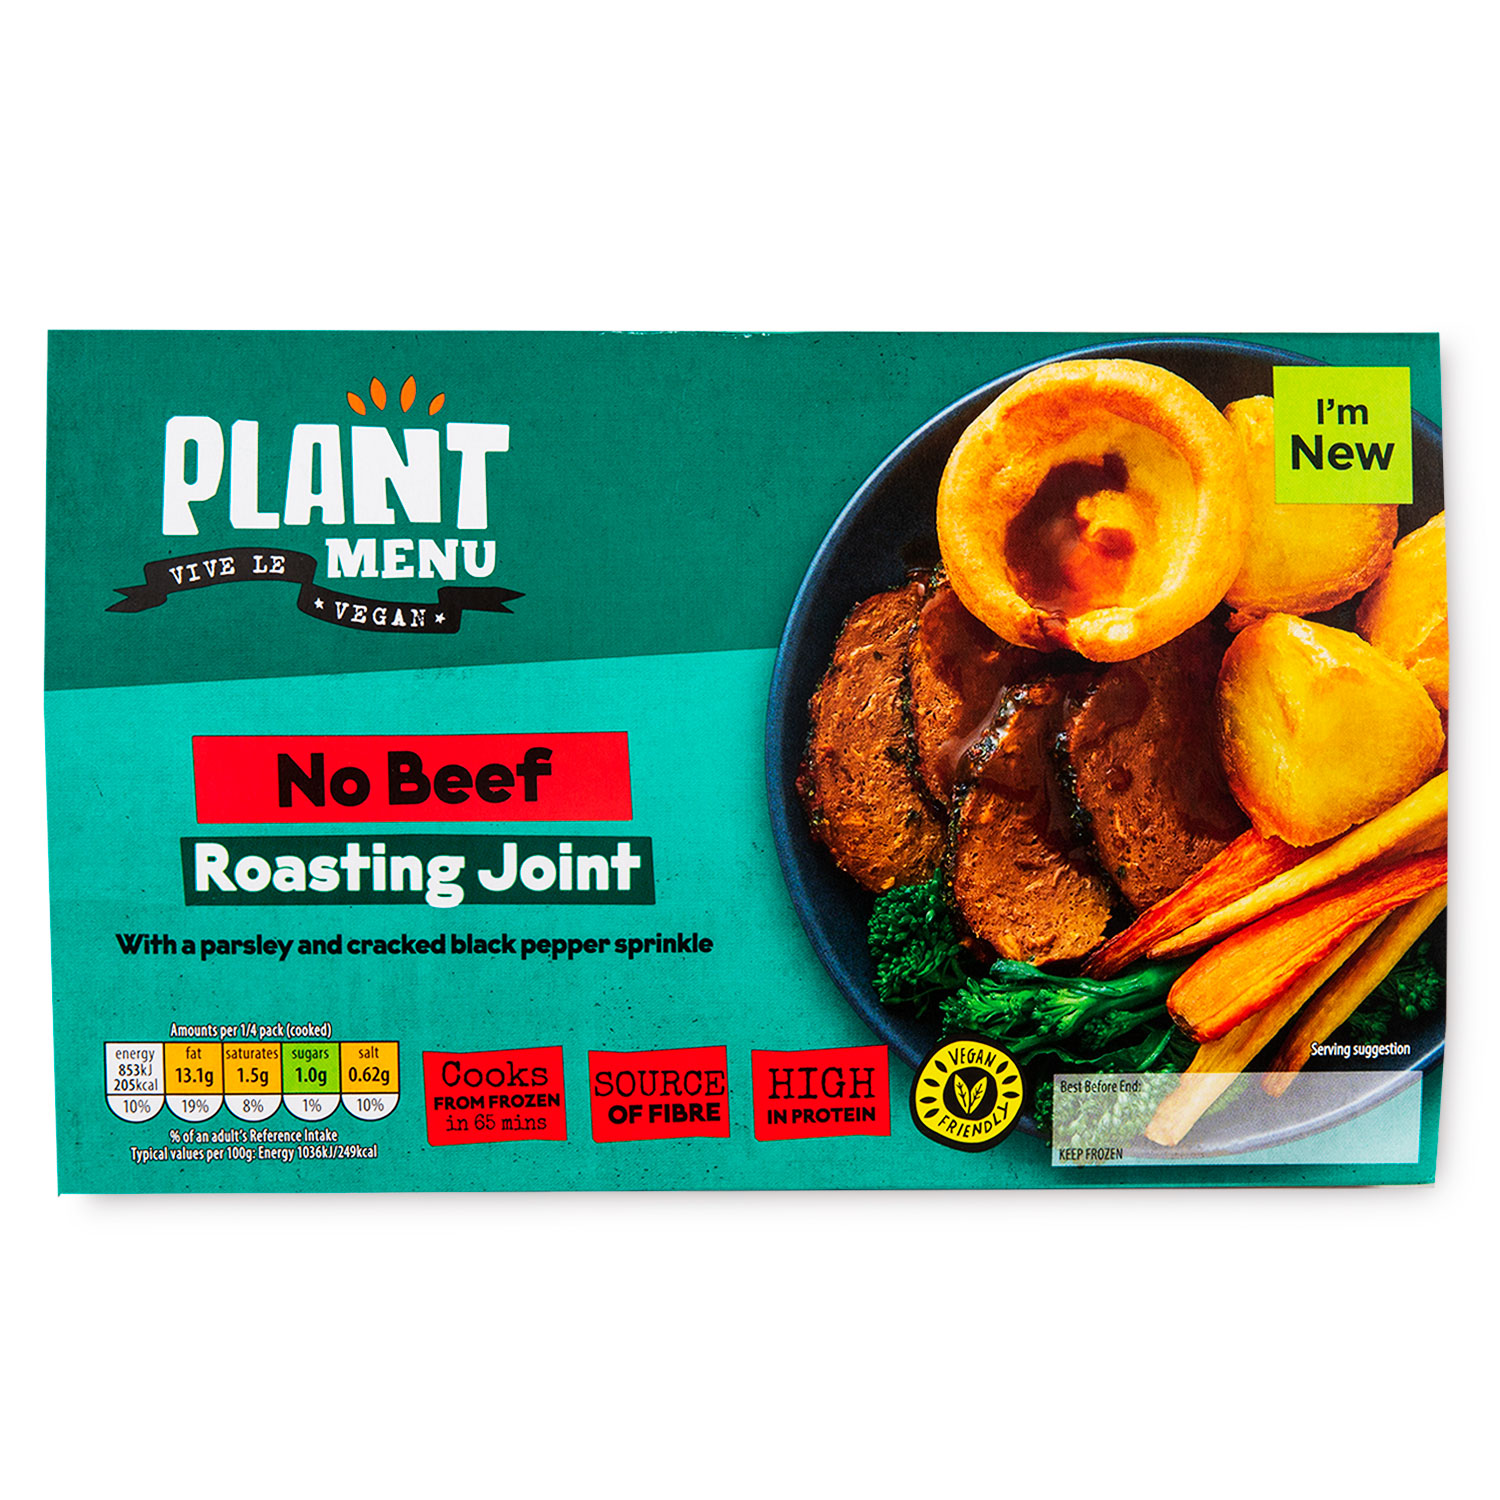 PLANT
MENU
VIVE LE
★ VEGAN ★
I'm
New
No Beef
Roasting Joint
With a parsley and cracked black pepper sprinkle
Amounts per 1/4 pack (cooked)
energy 853kJ 205kcal 10%
fat 13.1g 19%
saturates 1.5g 8%
sugars 1.0g 1%
salt 0.62g 10%
% of an adult's Reference Intake
Typical values per 100g: Energy 1036kJ/249kcal
Cooks
FROM FROZEN
in 65 mins
SOURCE
OF FIBRE
HIGH
IN PROTEIN
VEGAN
FRIENDLY
Serving suggestion
Best Before End:
KEEP FROZEN